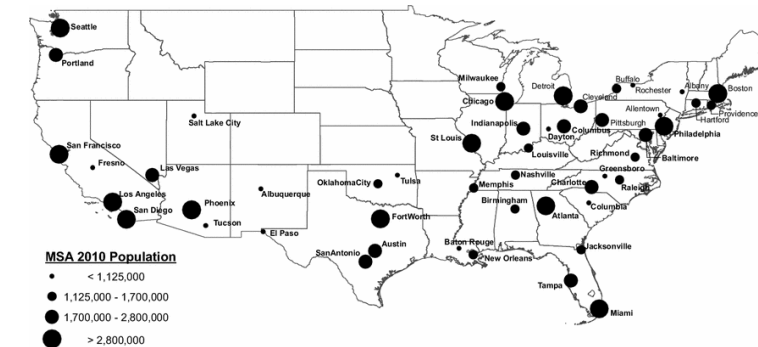 Seattle
Portland
Salt Lake City
San Francisco
Fresno
Las Vegas
Los Angeles
San Diego
Phoenix
Tucson
Albuquerque
El Paso
OklahomaCity
Tulsa
FortWorth
Austin
SanAntonio
Milwaukee
Chicago
Indianapolis
St Louis
Louisville
Detroit
Cleveland
Dayton
Columbus
Pittsburgh
Buffalo
Rochester
Albany
Boston
Providence
Hartford
Allentown
Philadelphia
Baltimore
Richmond
Greensboro
Raleigh
Charlotte
Columbia
Nashville
Memphis
Birmingham
Atlanta
Baton Rouge
New Orleans
Jacksonville
Tampa
Miami
MSA 2010 Population
< 1,125,000
1,125,000 - 1,700,000
1,700,000 - 2,800,000
> 2,800,000